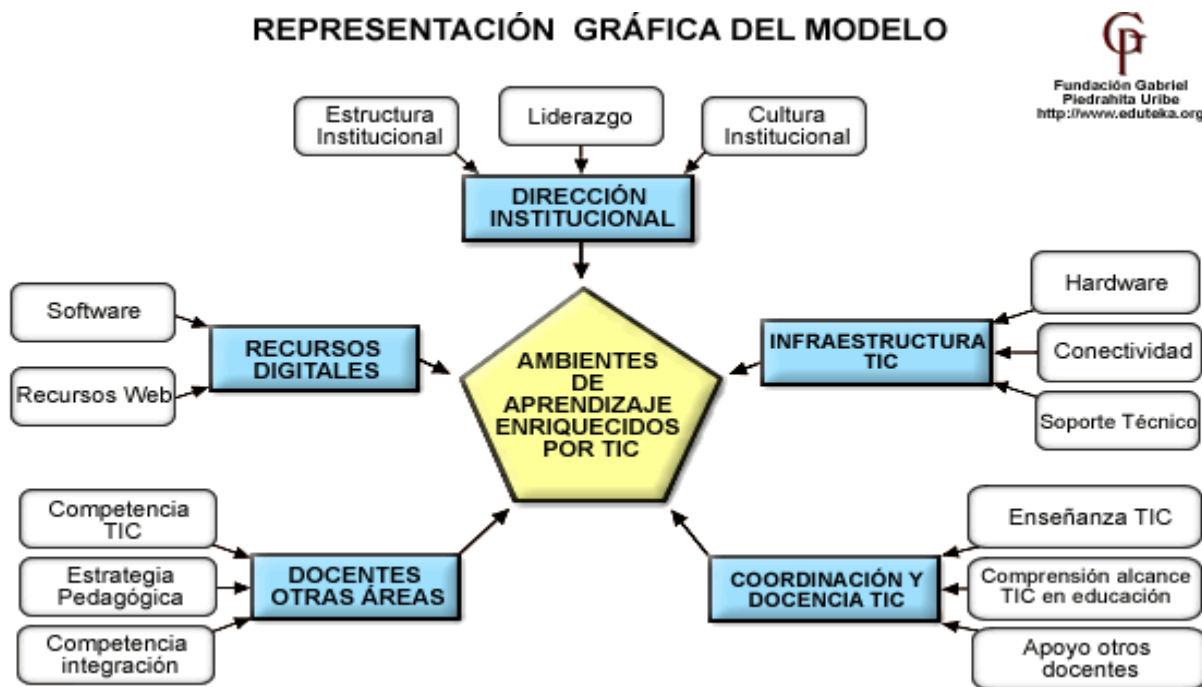 REPRESENTACIÓN GRÁFICA DEL MODELO
GP
Fundación Gabriel
Piedrahita Uribe
http://www.eduteka.org
Estructura
Institucional
Liderazgo
Cultura
Institucional
DIRECCIÓN
INSTITUCIONAL
Software
Recursos Web
RECURSOS
DIGITALES
Hardware
Conectividad
Soporte Técnico
INFRAESTRUCTURA
TIC
AMBIENTES
DE
APRENDIZAJE
ENRIQUECIDOS
POR TIC
Competencia
TIC
Estrategia
Pedagógica
Competencia
integración
DOCENTES
OTRAS ÁREAS
COORDINACIÓN Y
DOCENCIA TIC
Enseñanza TIC
Comprensión alcance
TIC en educación
Apoyo otros
docentes